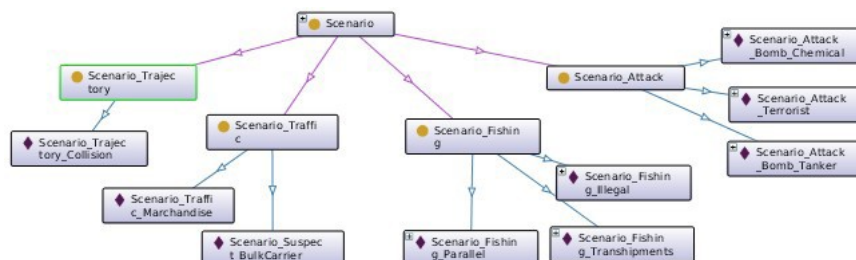 Scenario
Scenario_Trajec
tory
Scenario_Attack
Scenario_Attack
_Bomb_Chemical
Scenario_Attack
_Terrorist
Scenario_Attack
_Bomb_Tanker
Scenario_Traffi
c
Scenario_Fishin
g
Scenario_Trajec
tory_Collision
Scenario_Traffi
c_Marchandise
Scenario_Fishin
g_Illegal
Scenario_Suspec
t_BulkCarrier
Scenario_Fishin
g_Parallel
Scenario_Fishin
g_Transhipments